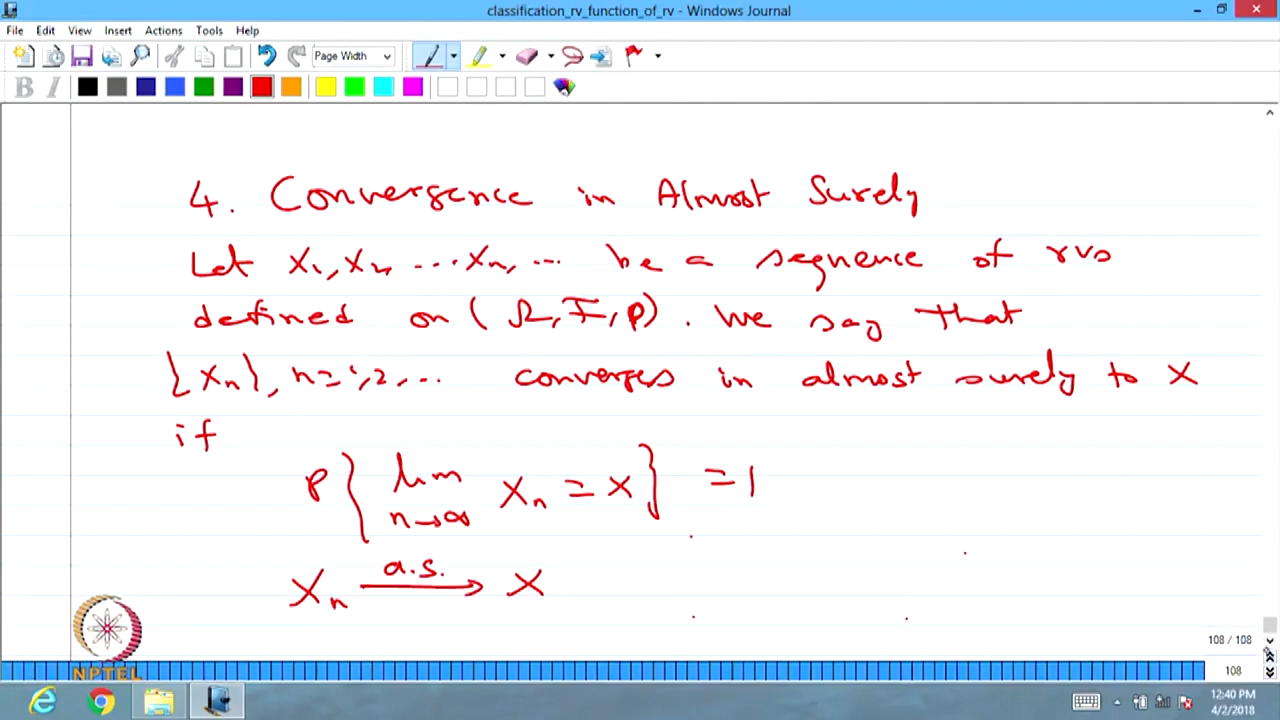 classification_rv_function_of_rv - Windows Journal
File Edit View Insert Actions Tools Help
Page Width
B I
4. Convergence in Almost Surely
Let X₁, X₂, ... Xₙ, ... be a sequence of rvs
defined on (Ω, F, P). We say that
{Xₙ}, n=1,2,... converges in almost surely to X
if
P{ lim n→∞ Xₙ = X } = 1
Xₙ a.s.→ X
NPTEL
108 / 108
108
12:40 PM
4/2/2018